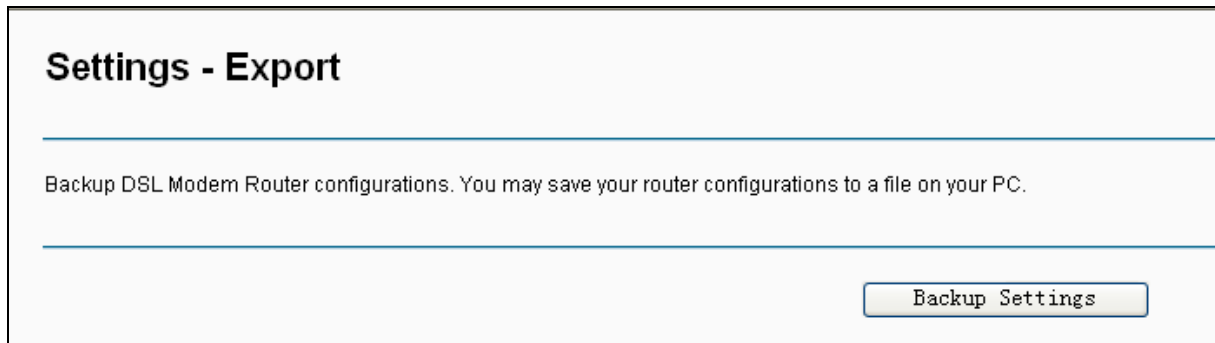 Settings - Export
Backup DSL Modem Router configurations. You may save your router configurations to a file on your PC.
Backup Settings